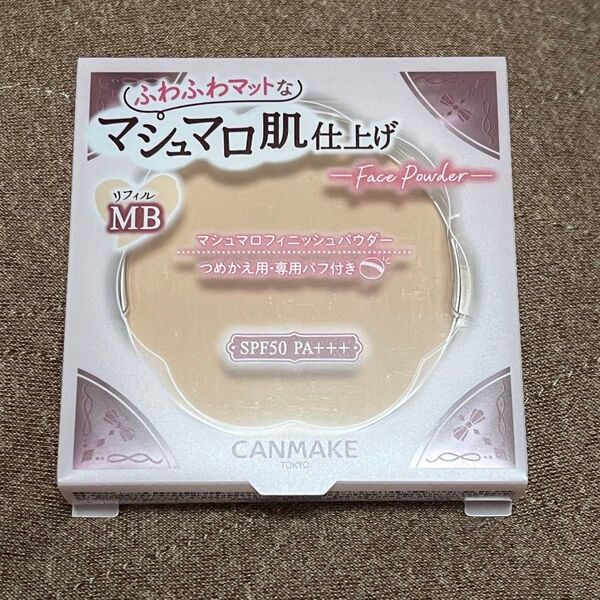 ふわふわマットな
マシュマロ肌仕上げ
Face Powder
リフィル
MB
マシュマロフィニッシュパウダー
つめかえ用・専用パフ付き
SPF50 PA+++
CANMAKE
TOKYO